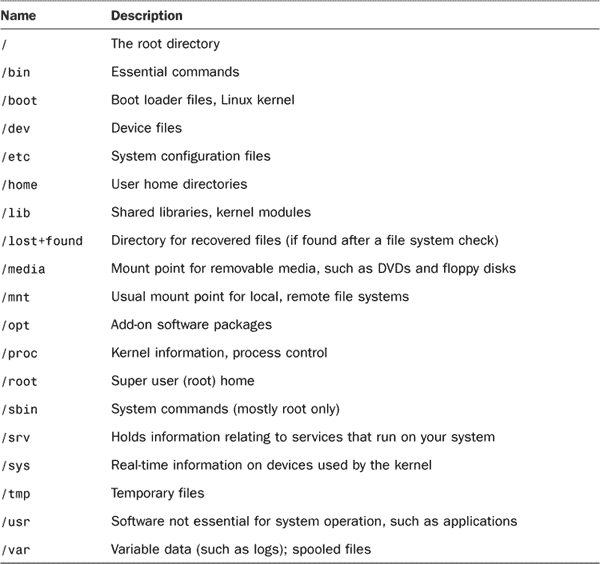 Name Description
/ The root directory
/bin Essential commands
/boot Boot loader files, Linux kernel
/dev Device files
/etc System configuration files
/home User home directories
/lib Shared libraries, kernel modules
/lost+found Directory for recovered files (if found after a file system check)
/media Mount point for removable media, such as DVDs and floppy disks
/mnt Usual mount point for local, remote file systems
/opt Add-on software packages
/proc Kernel information, process control
/root Super user (root) home
/sbin System commands (mostly root only)
/srv Holds information relating to services that run on your system
/sys Real-time information on devices used by the kernel
/tmp Temporary files
/usr Software not essential for system operation, such as applications
/var Variable data (such as logs); spooled files